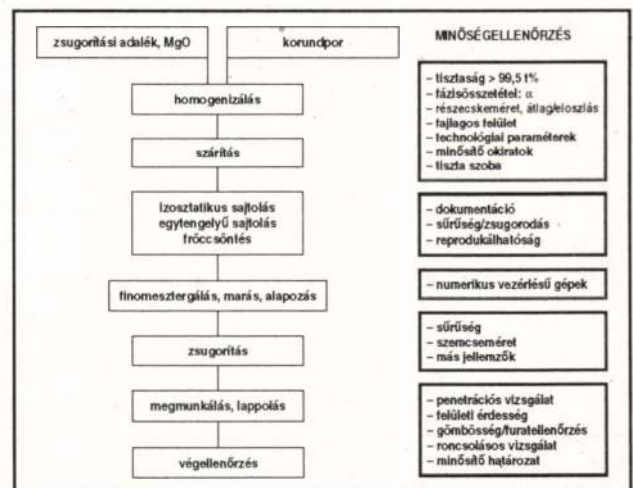 zsugorítási adalék, MgO
korundpor
homogenizálás
szárítás
izosztatikus sajtolás
egytengelyű sajtolás
fröccsöntés
finomesztergálás, marás, alapozás
zsugorítás
megmunkálás, lappolás
végellenőrzés
MINŐSÉGELLENŐRZÉS
– tisztaság > 99,5 t%
– fázisösszetétel: α
– részecskeméret, átlag/eloszlás
– fajlagos felület
– technológiai paraméterek
– minősítő okiratok
– tiszta szoba
– dokumentáció
– sűrűség/zsugorodás
– reprodukálhatóság
– numerikus vezérlésű gépek
– sűrűség
– szemcseméret
– más jellemzők
– penetrációs vizsgálat
– felületi érdesség
– gömbösség/furatellenőrzés
– roncsolásos vizsgálat
– minősítő határozat